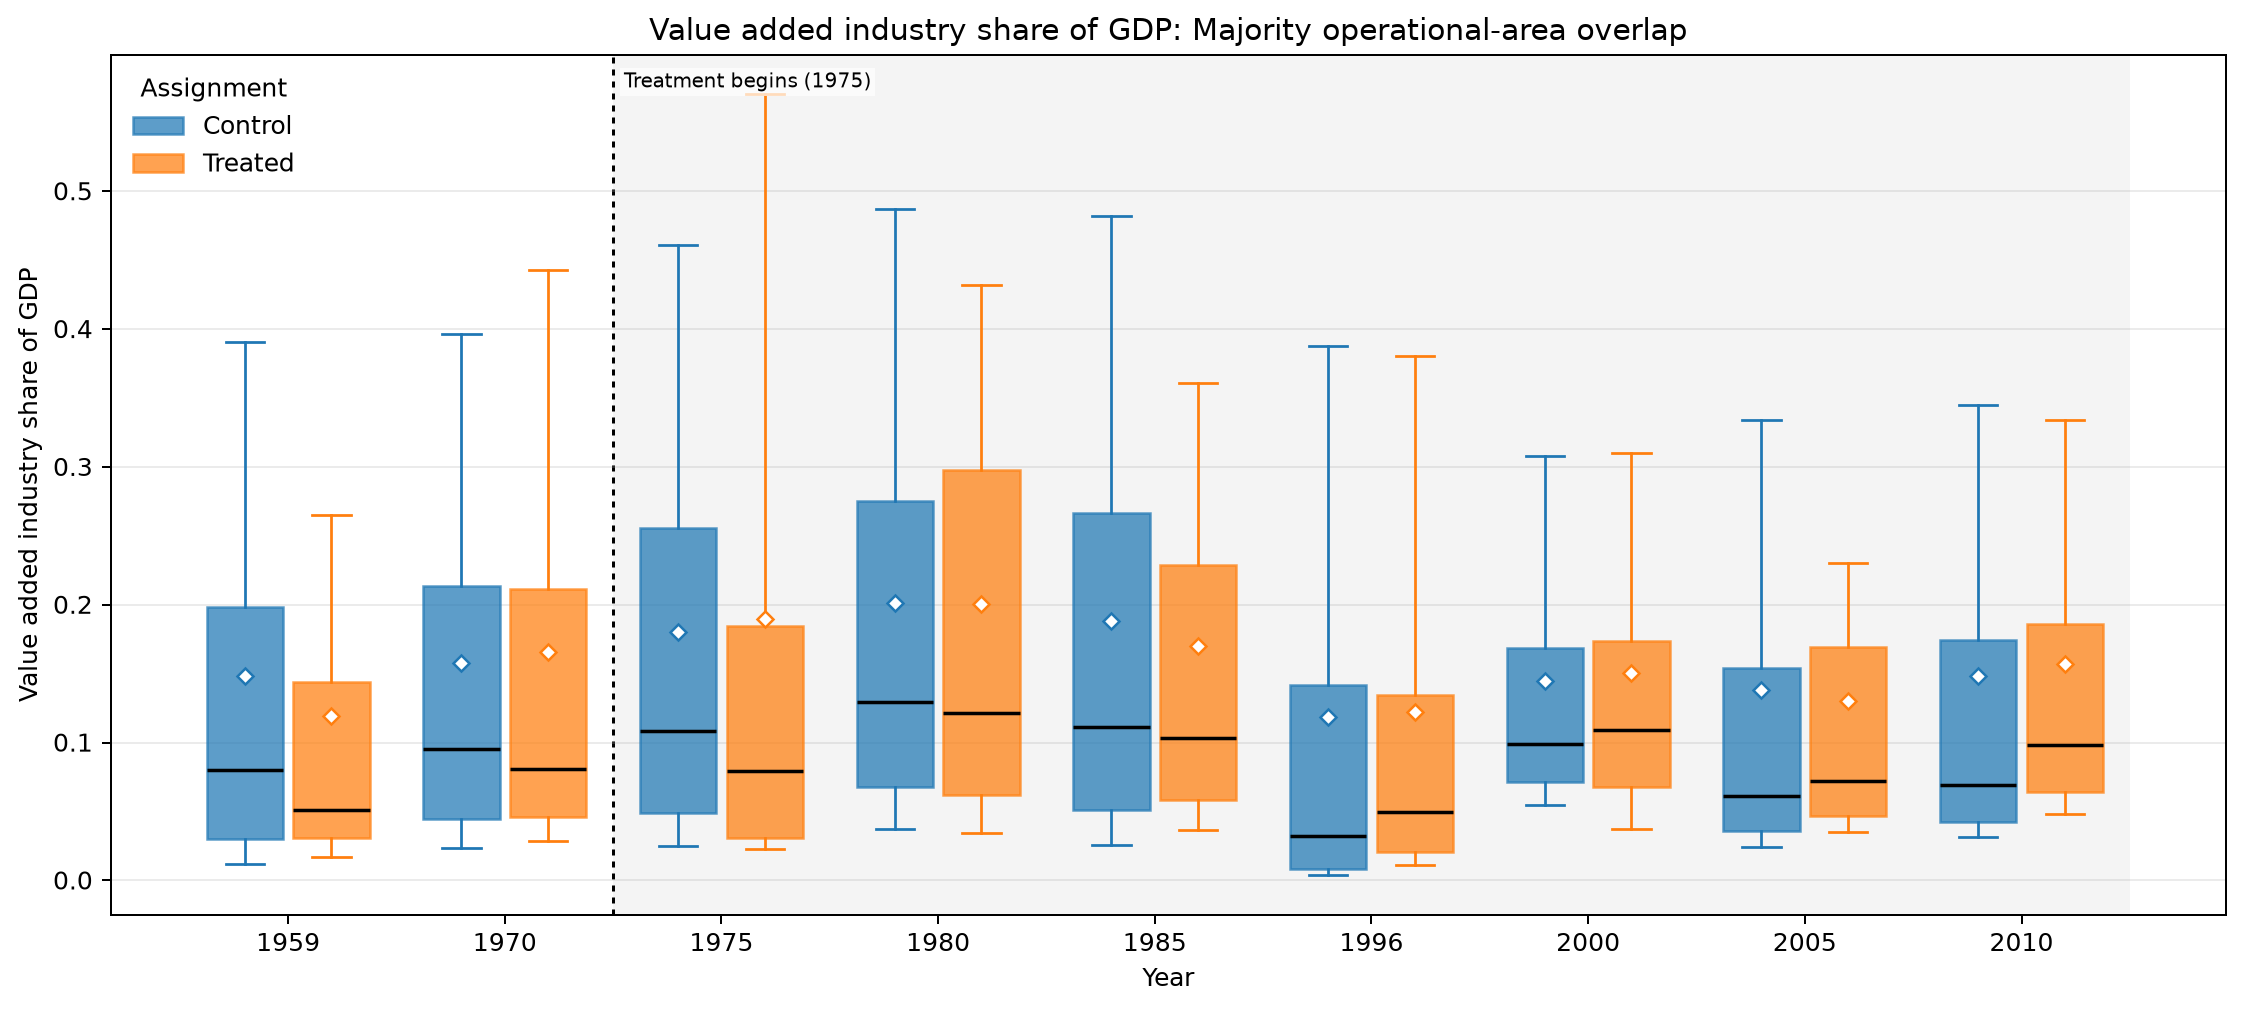 Value added industry share of GDP: Majority operational-area overlap
Assignment
Control
Treated
Treatment begins (1975)
Value added industry share of GDP
0.5
0.4
0.3
0.2
0.1
0.0
1959
1970
1975
1980
1985
1996
2000
2005
2010
Year